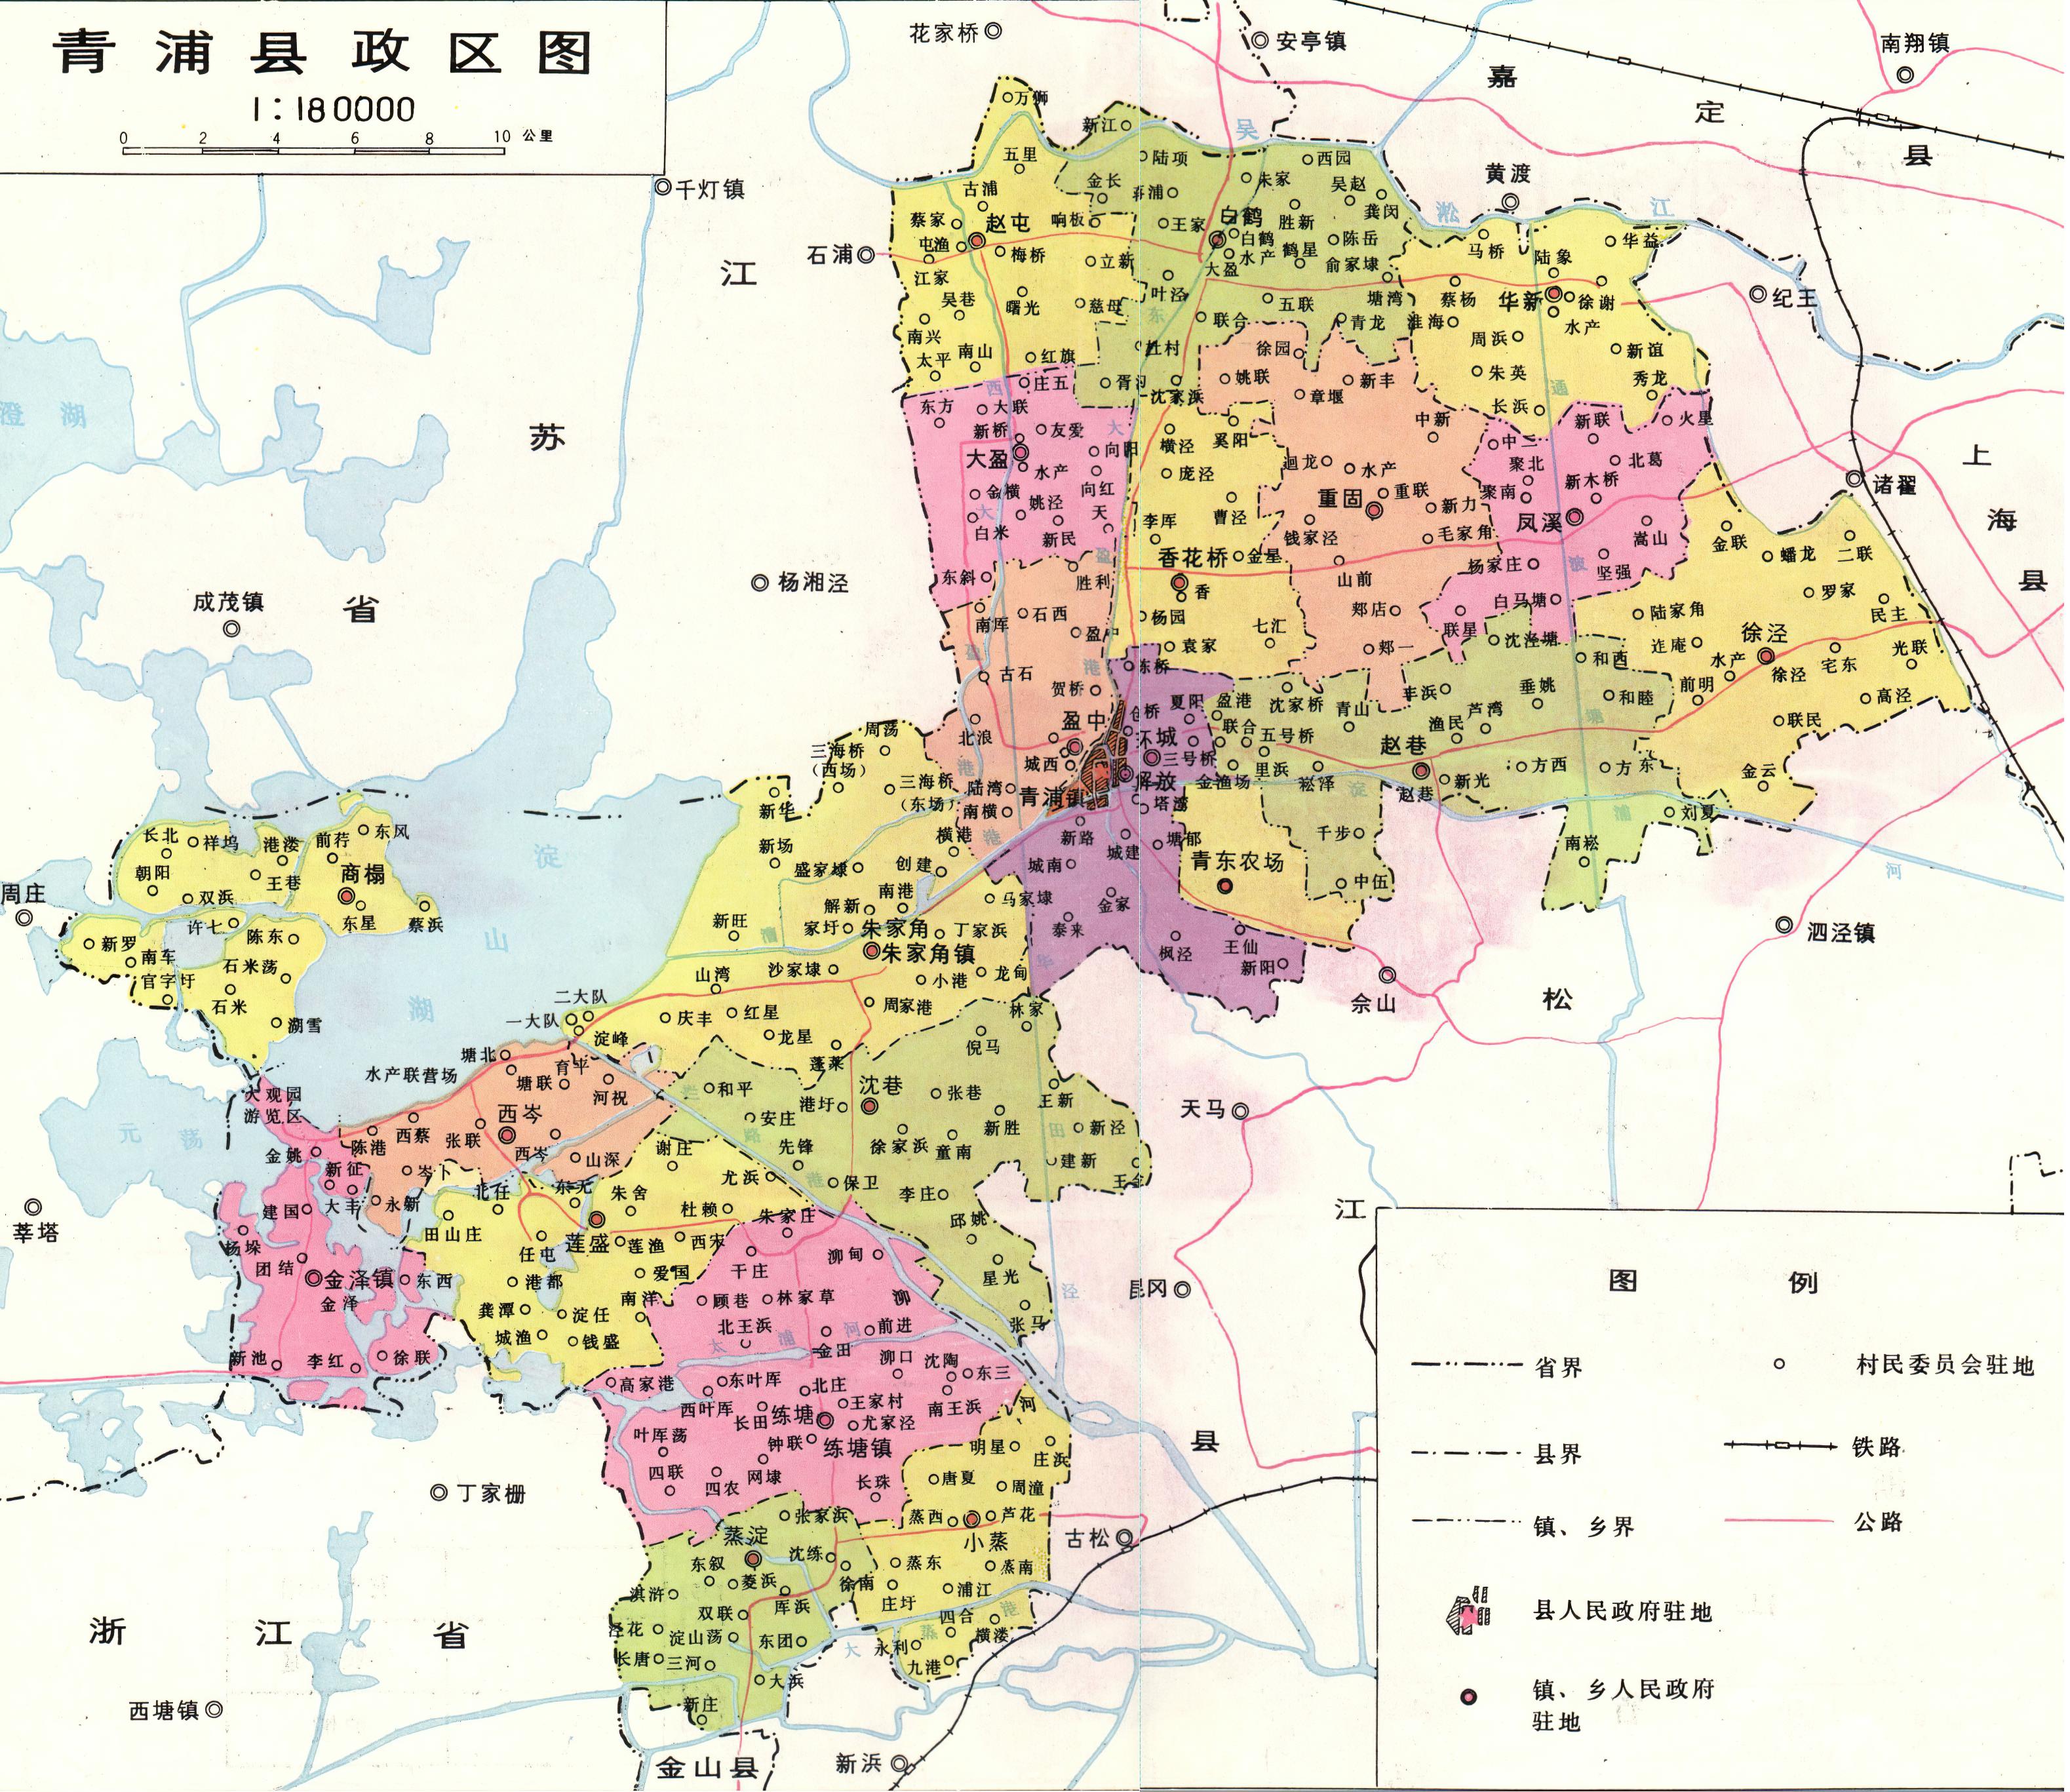 青浦县政区图
1:180000
0 2 4 6 8 10 公里
花家桥
安亭镇
嘉
定
县
南翔镇
万狮
新江
吴
五里
陆项
西园
黄渡
千灯镇
古浦
金长
朱家
吴赵
龚闵
淞
江
蔡家
赵屯
响板
王家
白鹤
胜新
白鹤
鹤星
陈岳
马桥
陆象
华益
石浦
屯渔
梅桥
立新
水产
大盈
俞家埭
江
江家
吴巷
曙光
慈母
叶泾
东
五联
塘湾
蔡杨
华新
徐谢
纪王
南兴
联合
青龙
淮海
水产
周浜
太平
南山
红旗
徐园
新谊
西
庄五
姚联
新丰
朱英
通
秀龙
东方
大联
沈家浜
章堰
长浜
新桥
友爱
大
中新
新联
火星
苏
大盈
向阳
横泾
奚阳
水产
庞泾
水产
聚北
北葛
上
澄湖
金横
姚泾
向红
重固
重联
聚南
新木桥
诸翟
大
天
李厍
曹泾
新力
凤溪
海
白米
新民
钱家泾
毛家角
嵩山
金联
蟠龙
二联
盈
香花桥
金星
杨家庄
波
坚强
县
杨湘泾
东斜
胜利
香
山前
罗家
成茂镇
省
石西
杨园
郏店
白马塘
陆家角
民主
南厍
七汇
联星
徐泾
盈
港
袁家
郏一
沈泾塘
和西
迮庵
水产
宅东
光联
古石
贺桥
垂姚
和睦
前明
徐泾
高泾
盈中
夏阳
盈港
沈家桥
青山
芦湾
渔民
塘
联民
周荡
北浪
联合
五号桥
赵巷
三海桥
(西场)
城西
三号桥
里浜
崧泽
新光
方西
方东
金云
三海桥
(东场)
港
陆湾
青浦镇
解放
金渔场
淀
赵巷
新华
南横
塔湾
浦
刘夏
长北
祥坞
港溇
前荇
东风
横港
港
新路
塘郁
千步
南崧
淀
新场
盛家埭
创建
城南
城建
青东农场
河
朝阳
王巷
商榻
南港
中伍
周庄
双浜
东星
蔡浜
新旺
解新
马家埭
金家
许七
陈东
漕
家圩
朱家角
丁家浜
泰来
王仙
泗泾镇
新罗
南车
山
朱家角镇
枫泾
新阳
官字圩
石米荡
山湾
沙家埭
小港
龙甸
华
石米
湖
二大队
周家港
佘山
松
湖雪
一大队
庆丰
红星
林家
淀峰
龙星
倪马
塘北
蓬莱
水产联营场
育平
塘联
沈巷
大观园
游览区
河祝
和平
港圩
张巷
王新
天马
元荡
西岑
安庄
路
新胜
田
新泾
西蔡
张联
陈港
西岑
山深
谢庄
先锋
徐家浜
童南
金姚
新征
岑卜
尤浜
港
保卫
建新
莘塔
建国
大丰
永新
北任
朱舍
杜赖
李庄
江
杨垛
田山庄
朱家庄
邱姚
任屯
莲盛
莲渔
西宋
泖甸
团结
金泽镇
东西
港都
爱国
干庄
星光
泾
昆冈
金泽
龚潭
淀任
南洋
顾巷
林家草
张马
城渔
钱盛
北王浜
太
浦
河
前进
新池
李红
徐联
金田
泖口
沈陶
高家港
东叶厍
北庄
东三
西叶厍
王家村
南王浜
河
长田
练塘
尤家泾
县
叶厍荡
钟联
练塘镇
明星
四联
网埭
庄浜
丁家栅
四农
长珠
唐夏
周潼
张家浜
蒸西
芦花
蒸淀
小蒸
古松
东叙
沈练
蒸东
蒸南
淇浒
菱浜
徐南
浦江
浙江省
双联
厍浜
庄圩
四合
港
淀山荡
东团
大
蒸
横溇
永利
长唐
三河
九港
西塘镇
大浜
新庄
金山县
新浜
图例
省界
村民委员会驻地
县界
铁路
镇、乡界
公路
县人民政府驻地
镇、乡人民政府
驻地